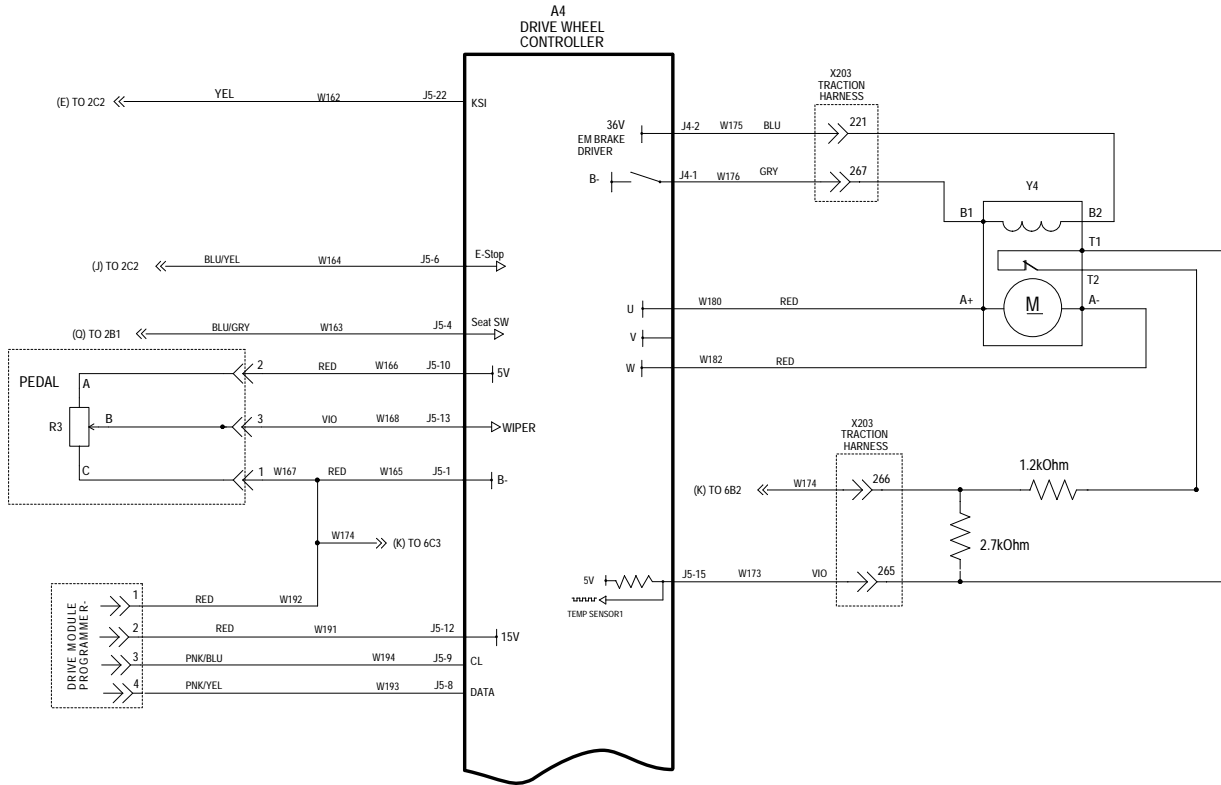 A4
DRIVE WHEEL
CONTROLLER
(E) TO 2C2
YEL
W162
J5-22
KSI
X203
TRACTION
HARNESS
36V
EM BRAKE
DRIVER
J4-2
W175
BLU
221
B-
J4-1
W176
GRY
267
Y4
B1
B2
T1
T2
(J) TO 2C2
BLU/YEL
W164
J5-6
E-Stop
U
W180
RED
A+
M
A-
(Q) TO 2B1
BLU/GRY
W163
J5-4
Seat SW
V
W
W182
RED
PEDAL
A
2
RED
W166
J5-10
5V
R3
B
3
VIO
W168
J5-13
WIPER
C
1
W167
RED
W165
J5-1
B-
X203
TRACTION
HARNESS
(K) TO 6B2
W174
266
1.2kOhm
2.7kOhm
W174
(K) TO 6C3
5V
J5-15
W173
VIO
265
TEMP SENSOR1
DRIVE MODULE
PROGRAMMER-
1
RED
W192
2
RED
W191
J5-12
15V
3
PNK/BLU
W194
J5-9
CL
4
PNK/YEL
W193
J5-8
DATA